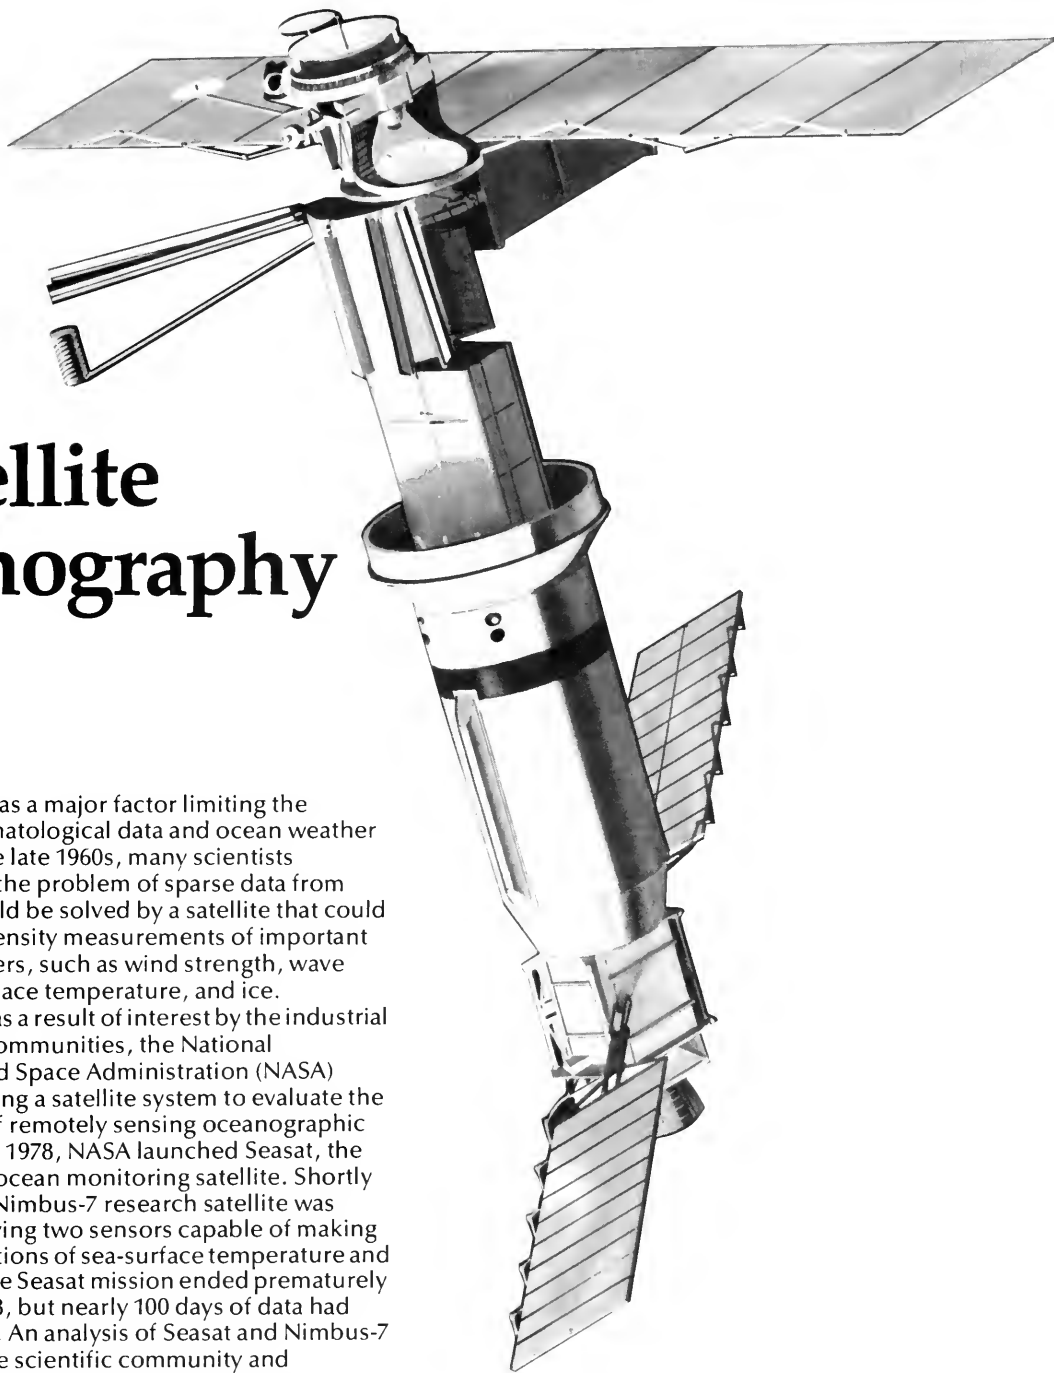 ellite
nography
as a major factor limiting the
natological data and ocean weather
e late 1960s, many scientists
the problem of sparse data from
ld be solved by a satellite that could
ensity measurements of important
ers, such as wind strength, wave
ace temperature, and ice.
as a result of interest by the industrial
ommunities, the National
d Space Administration (NASA)
ing a satellite system to evaluate the
f remotely sensing oceanographic
1978, NASA launched Seasat, the
ocean monitoring satellite. Shortly
Nimbus-7 research satellite was
ving two sensors capable of making
tions of sea-surface temperature and
e Seasat mission ended prematurely
8, but nearly 100 days of data had
. An analysis of Seasat and Nimbus-7
e scientific community and